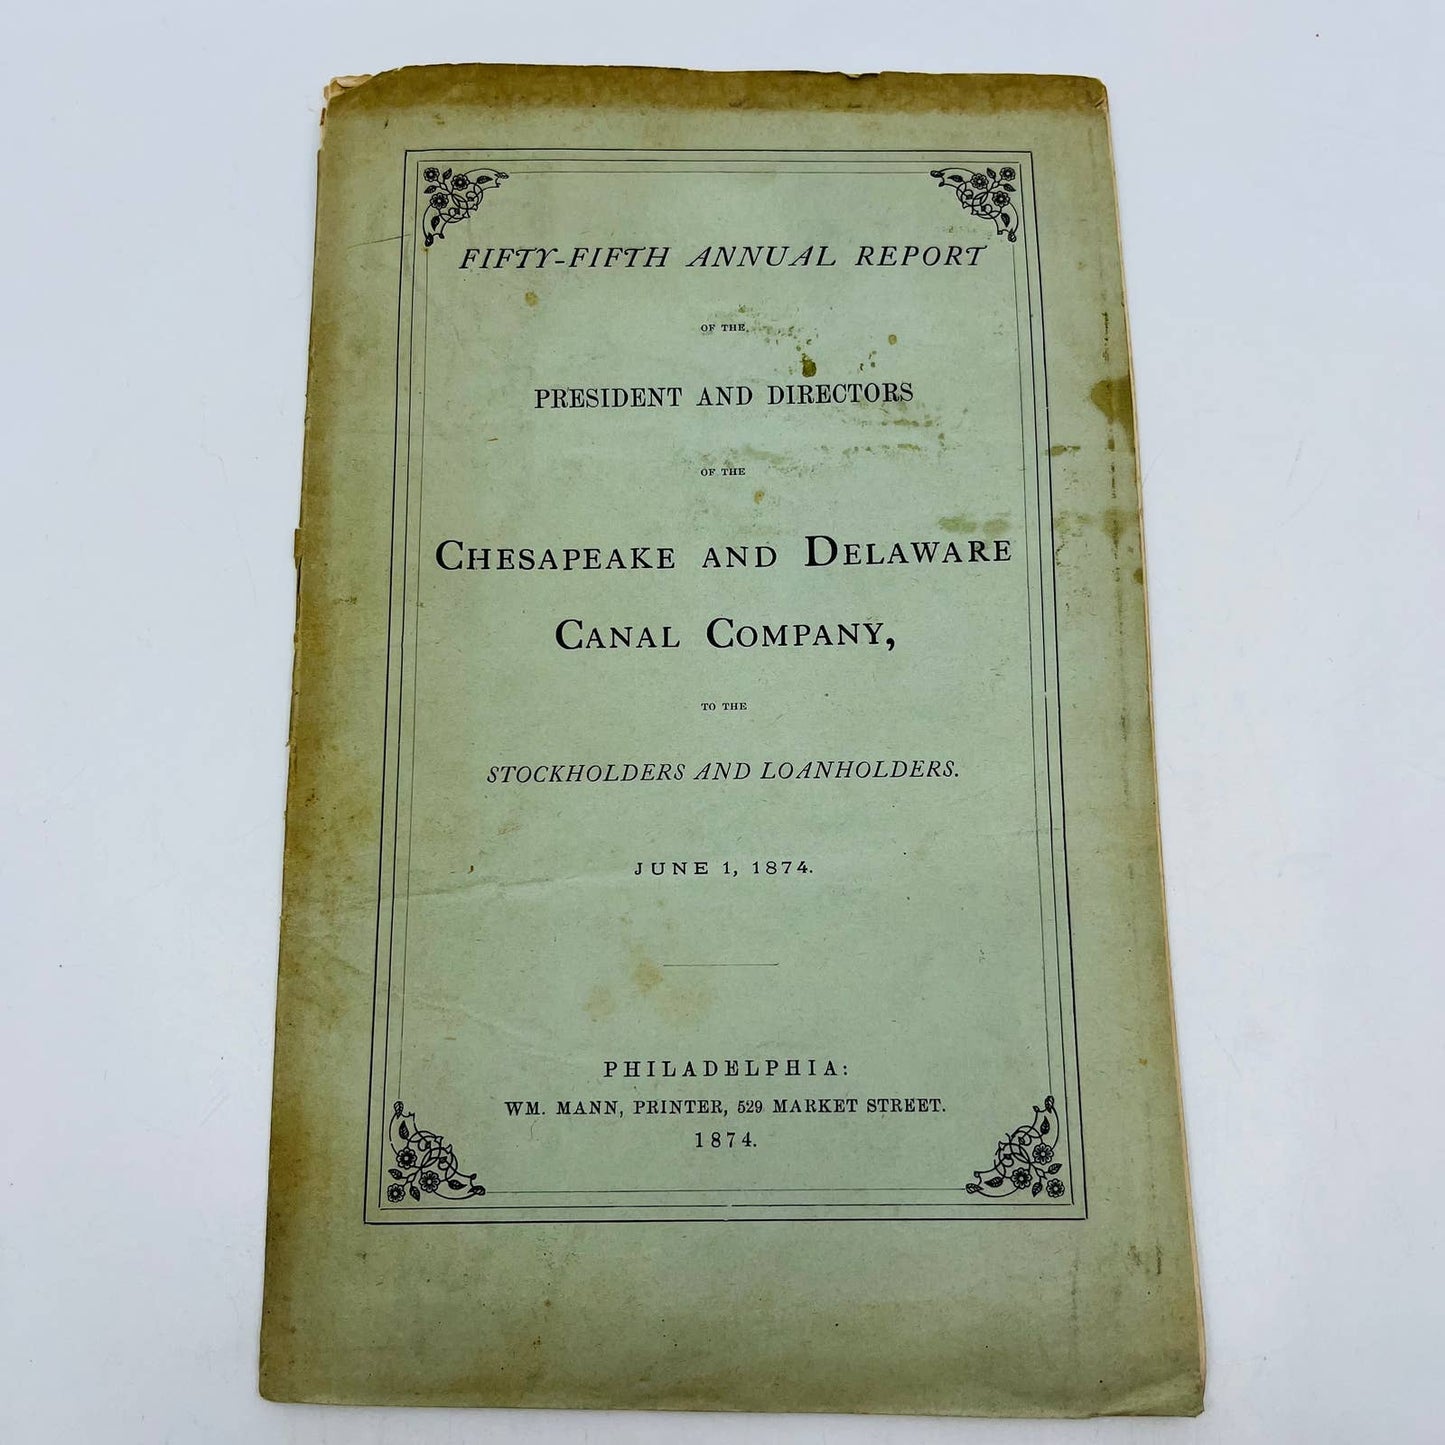 FIFTY-FIFTH ANNUAL REPORT
OF THE
PRESIDENT AND DIRECTORS
OF THE
CHESAPEAKE AND DELAWARE
CANAL COMPANY,
TO THE
STOCKHOLDERS AND LOANHOLDERS.
JUNE 1, 1874.
PHILADELPHIA:
WM. MANN, PRINTER, 529 MARKET STREET.
1874.